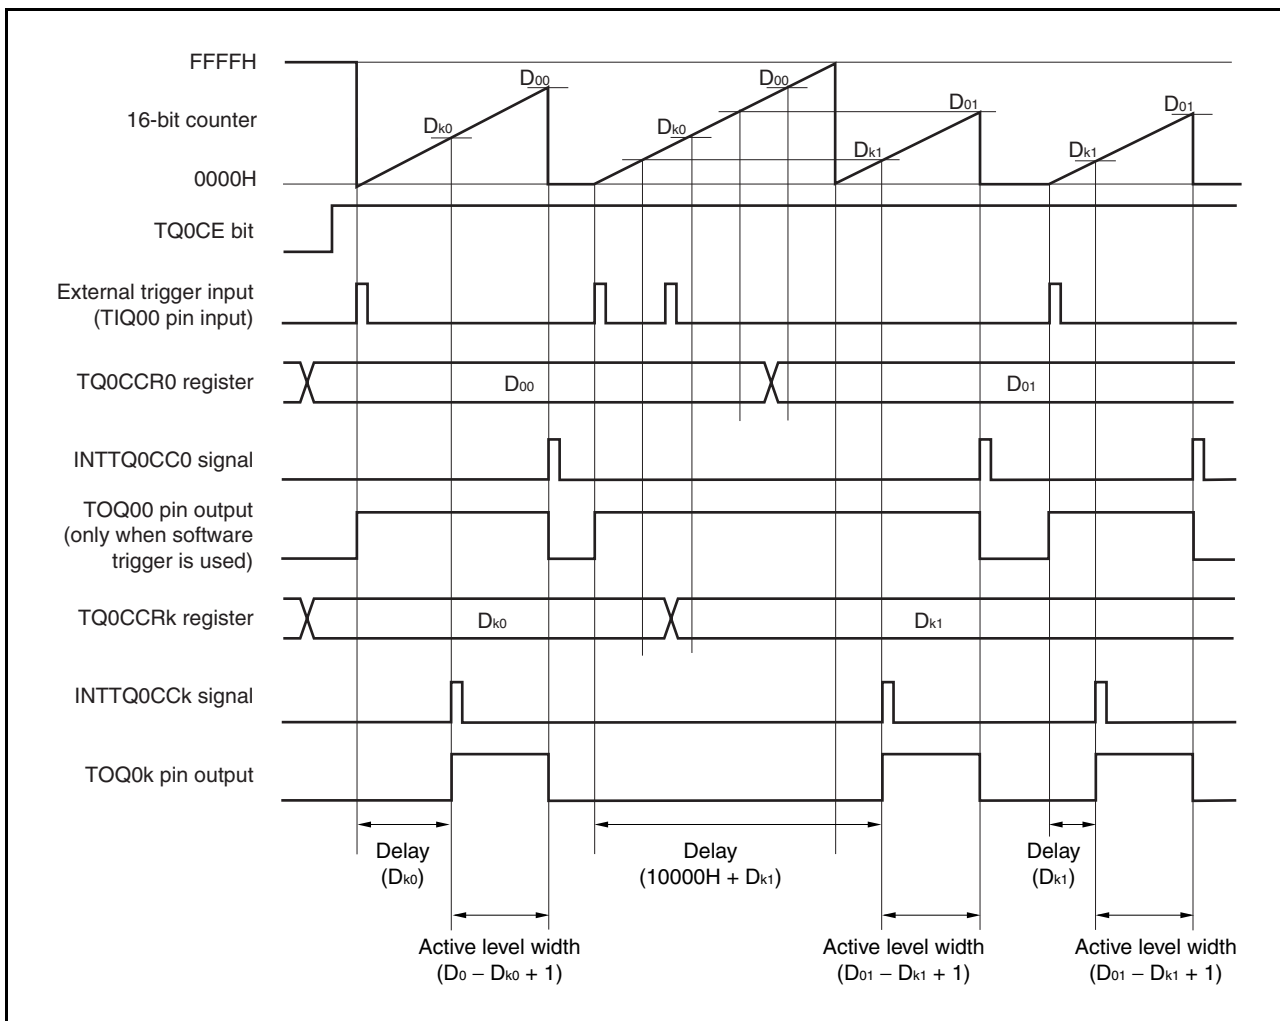 FFFFH
D00
D00
D01
D01
16-bit counter
Dk0
Dk0
Dk1
Dk1
0000H
TQ0CE bit
External trigger input
(TIQ00 pin input)
TQ0CCR0 register
D00
D01
INTTQ0CC0 signal
TOQ00 pin output
(only when software
trigger is used)
TQ0CCRk register
Dk0
Dk1
INTTQ0CCk signal
TOQ0k pin output
Delay
(Dk0)
Delay
(10000H + Dk1)
Delay
(Dk1)
Active level width
(D0 − Dk0 + 1)
Active level width
(D01 − Dk1 + 1)
Active level width
(D01 − Dk1 + 1)